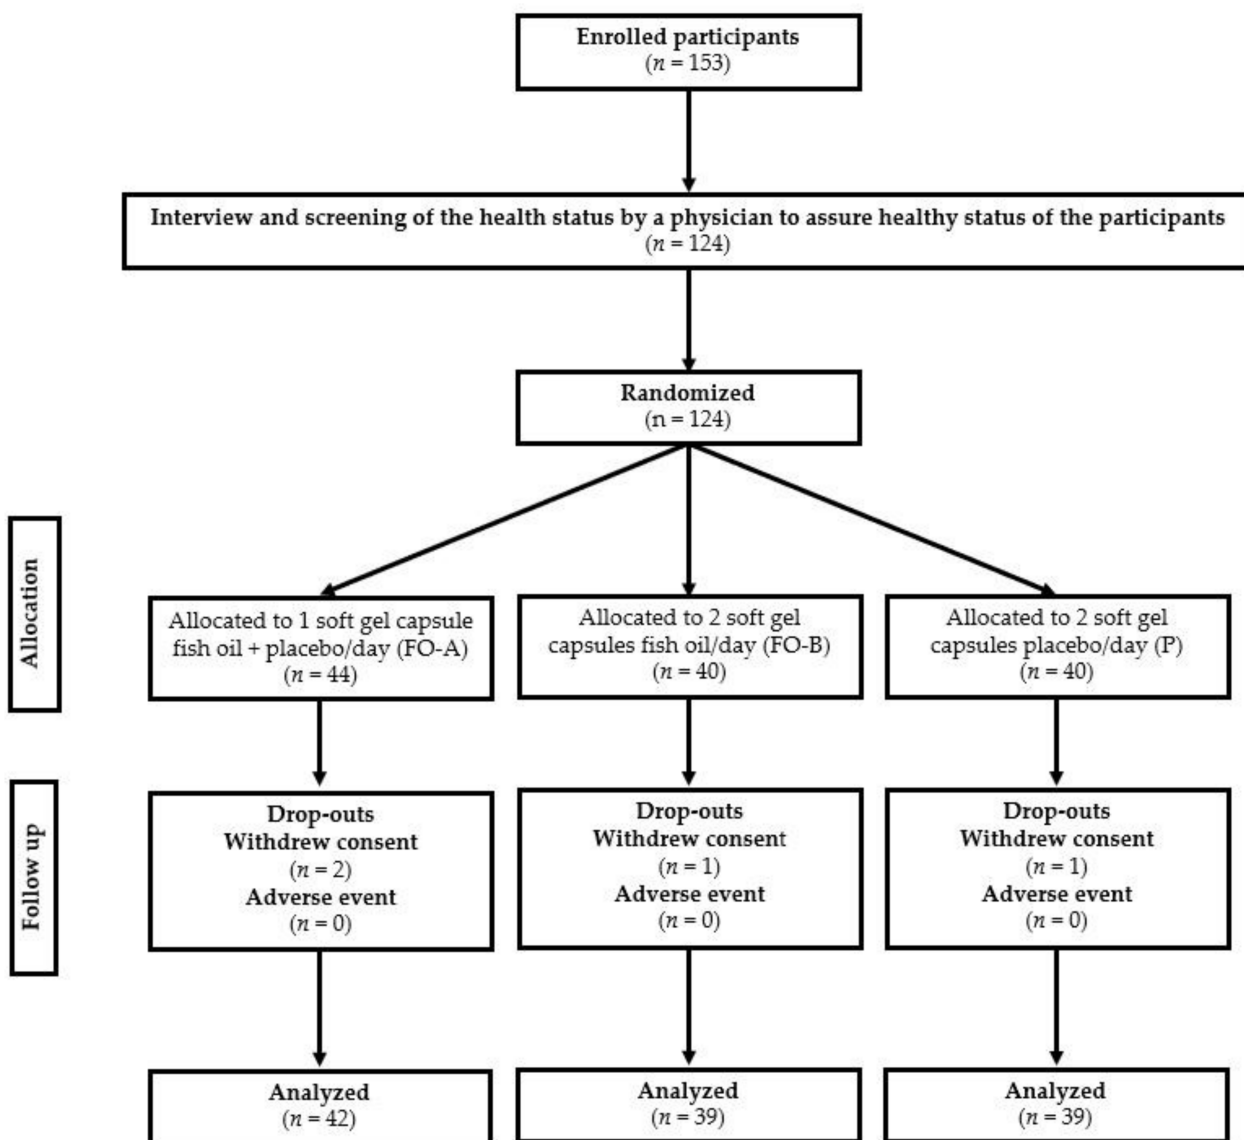 Enrolled participants
(n = 153)
Interview and screening of the health status by a physician to assure healthy status of the participants
(n = 124)
Randomized
(n = 124)
Allocation
Allocated to 1 soft gel capsule
fish oil + placebo/day (FO-A)
(n = 44)
Allocated to 2 soft gel
capsules fish oil/day (FO-B)
(n = 40)
Allocated to 2 soft gel
capsules placebo/day (P)
(n = 40)
Follow up
Drop-outs
Withdrew consent
(n = 2)
Adverse event
(n = 0)
Drop-outs
Withdrew consent
(n = 1)
Adverse event
(n = 0)
Drop-outs
Withdrew consent
(n = 1)
Adverse event
(n = 0)
Analyzed
(n = 42)
Analyzed
(n = 39)
Analyzed
(n = 39)